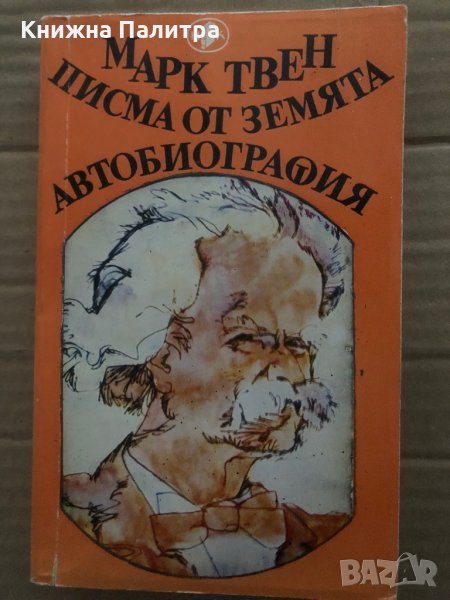 Книжна Палитра
МАРК ТВЕН
ПИСМА ОТ ЗЕМЯТА
АВТОБИОГРАФИЯ
BAZAR